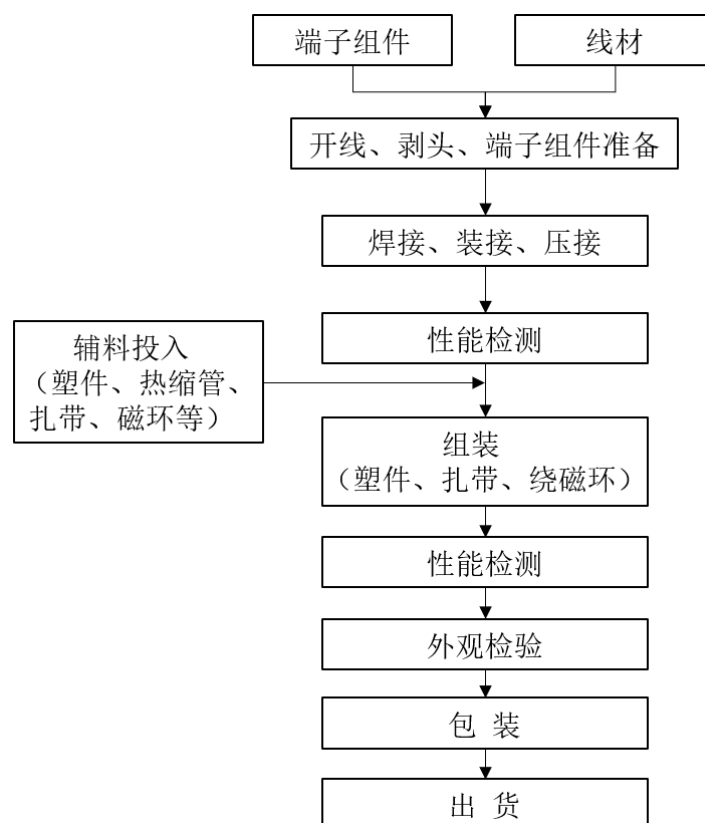 端子组件
线材
开线、剥头、端子组件准备
焊接、装接、压接
性能检测
辅料投入
（塑件、热缩管、
扎带、磁环等）
组装
（塑件、扎带、绕磁环）
性能检测
外观检验
包 装
出 货